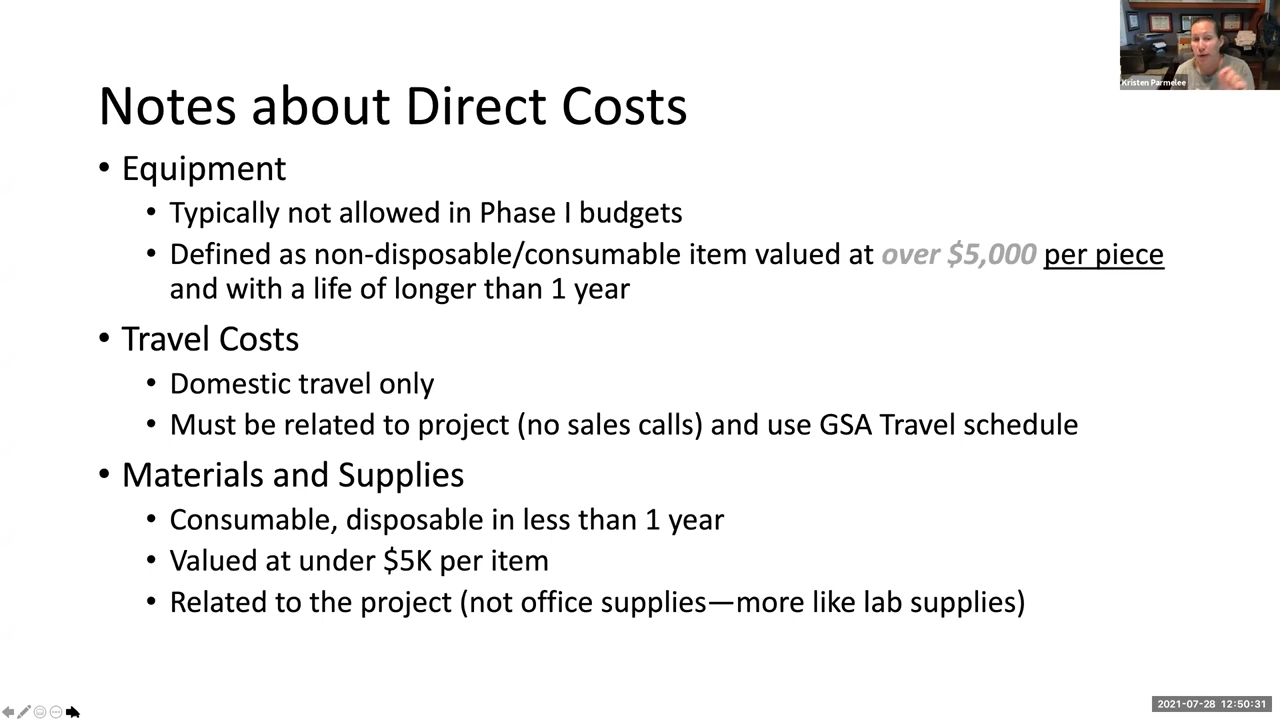 Kristen Parmelee
Notes about Direct Costs
• Equipment
• Typically not allowed in Phase I budgets
• Defined as non-disposable/consumable item valued at over $5,000 per piece
and with a life of longer than 1 year
• Travel Costs
• Domestic travel only
• Must be related to project (no sales calls) and use GSA Travel schedule
• Materials and Supplies
• Consumable, disposable in less than 1 year
• Valued at under $5K per item
• Related to the project (not office supplies—more like lab supplies)
2021-07-28 12:50:31